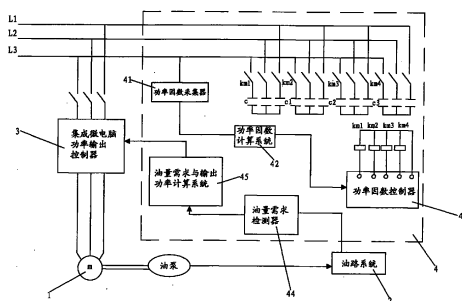 L1
L2
L3
41
功率因数采集器
km1
km2
km3
km4
c
c1
c2
c3
3
集成微电脑
功率输出
控制器
功率因数
计算系统
42
km1 km2 km3 km4
油量需求与输出
功率计算系统
45
功率因数控制器
油量需求
检测器
44
4
m
1
油泵
油路系统